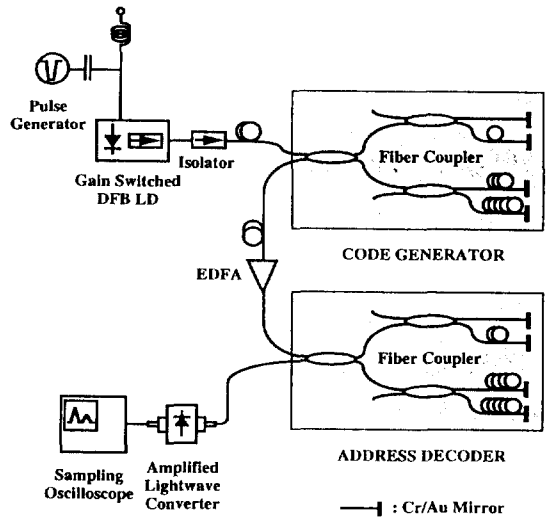 Pulse
Generator
Isolator
Gain Switched
DFB LD
Fiber Coupler
CODE GENERATOR
EDFA
Fiber Coupler
ADDRESS DECODER
Sampling
Oscilloscope
Amplified
Lightwave
Converter
: Cr/Au Mirror